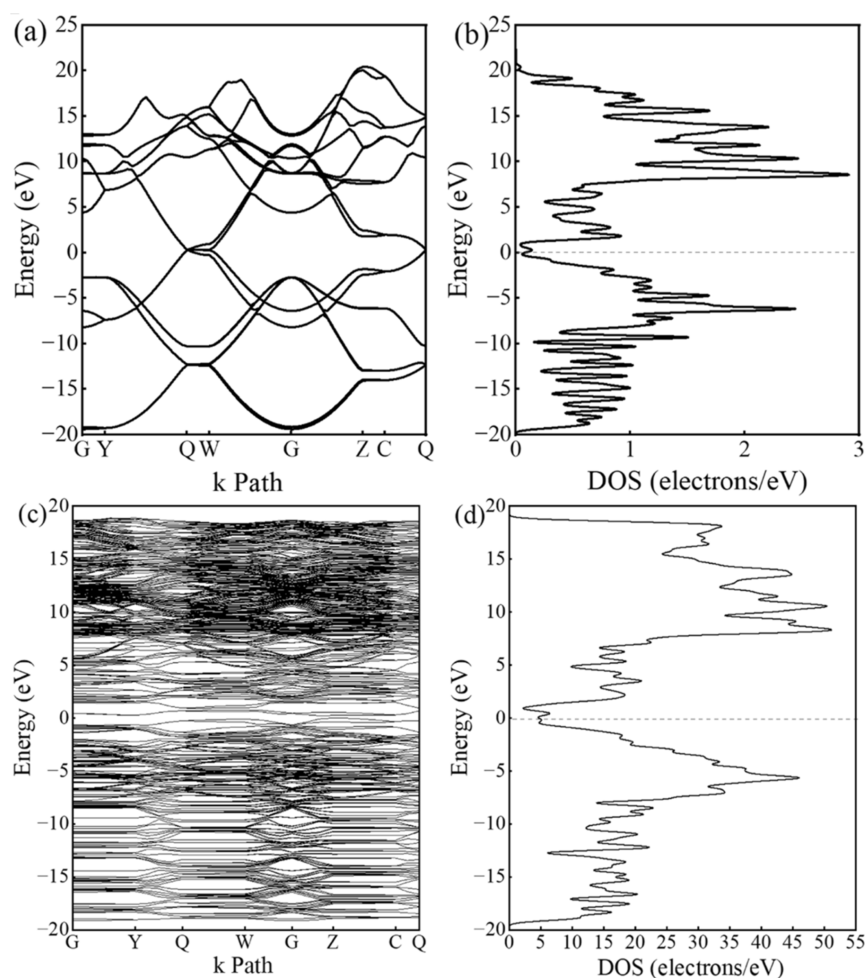 (a)
25
20
15
10
5
0
−5
−10
−15
−20
Energy (eV)
G Y Q W G Z C Q
k Path
(b)
25
20
15
10
5
0
−5
−10
−15
−20
Energy (eV)
0 1 2 3
DOS (electrons/eV)
(c)
20
15
10
5
0
−5
−10
−15
−20
Energy (eV)
G Y Q W G Z C Q
k Path
(d)
20
15
10
5
0
−5
−10
−15
−20
Energy (eV)
0 5 10 15 20 25 30 35 40 45 50 55
DOS (electrons/eV)